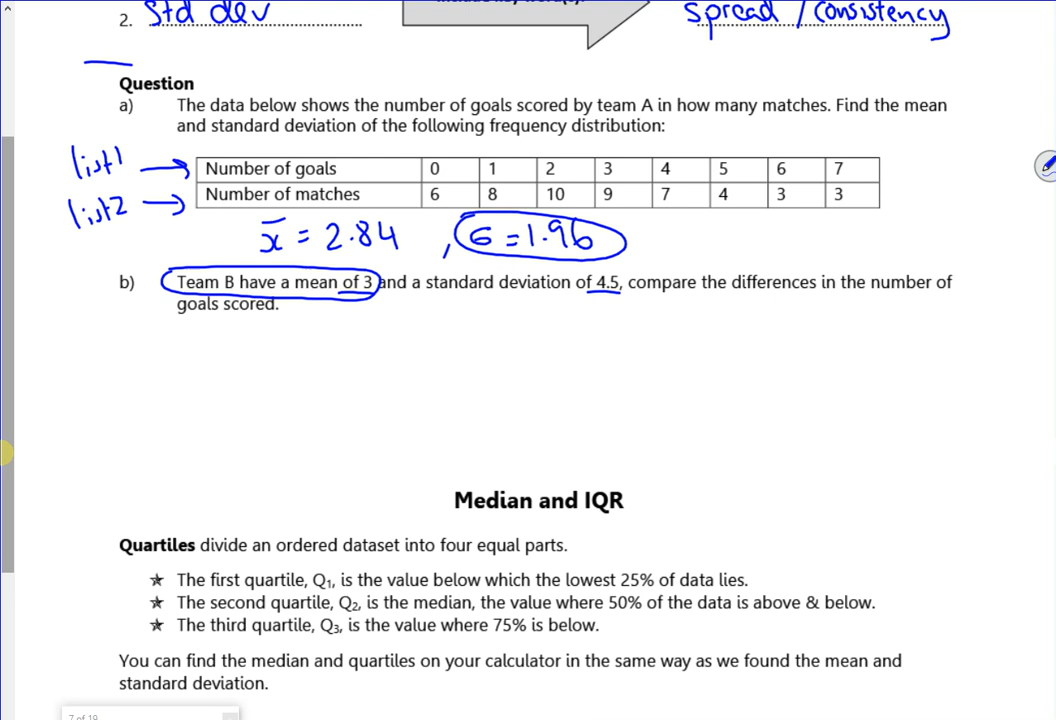 2. Std dev
Spread / Consistency
Question
a) The data below shows the number of goals scored by team A in how many matches. Find the mean
and standard deviation of the following frequency distribution:
list1 → Number of goals 0 1 2 3 4 5 6 7
list2 → Number of matches 6 8 10 9 7 4 3 3
x̄ = 2.84 , σ = 1.96
b) Team B have a mean of 3 and a standard deviation of 4.5, compare the differences in the number of
goals scored.
Median and IQR
Quartiles divide an ordered dataset into four equal parts.
★ The first quartile, Q₁, is the value below which the lowest 25% of data lies.
★ The second quartile, Q₂, is the median, the value where 50% of the data is above & below.
★ The third quartile, Q₃, is the value where 75% is below.
You can find the median and quartiles on your calculator in the same way as we found the mean and
standard deviation.
7 of 19